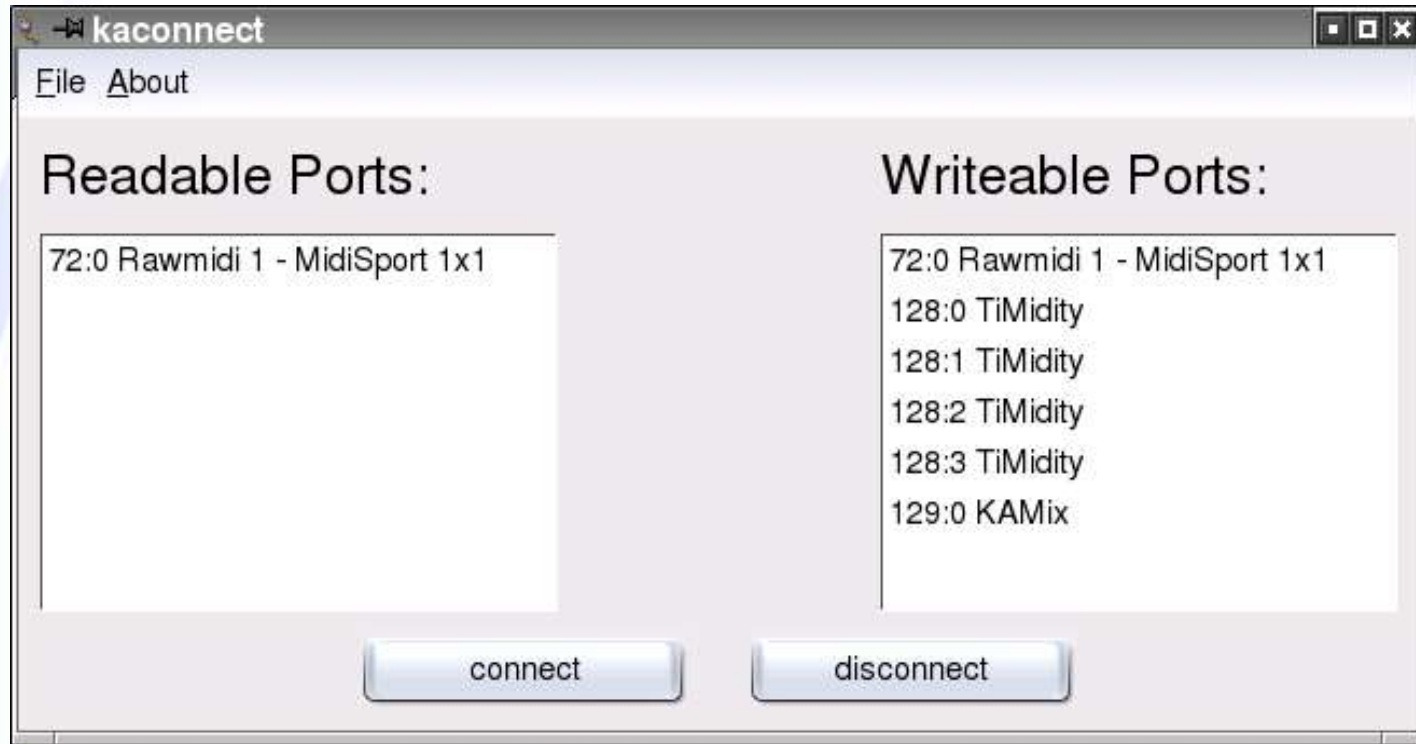 kaconnect
File About
Readable Ports:
Writeable Ports:
72:0 Rawmidi 1 - MidiSport 1x1
72:0 Rawmidi 1 - MidiSport 1x1
128:0 TiMidity
128:1 TiMidity
128:2 TiMidity
128:3 TiMidity
129:0 KAMix
connect
disconnect